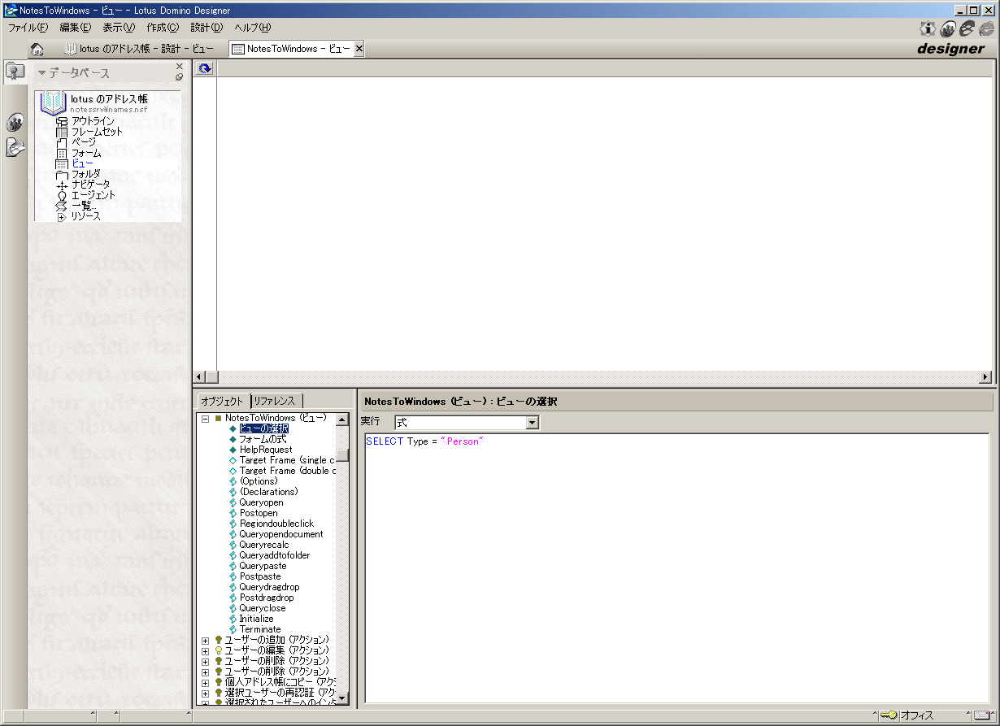 NotesToWindows - ビュー - Lotus Domino Designer
ファイル(F) 編集(E) 表示(V) 作成(C) 設計(D) ヘルプ(H)
lotus のアドレス帳 - 設計 - ビュー
NotesToWindows - ビュー
designer
データベース
lotus のアドレス帳
notessrv¥names.nsf
アウトライン
フレームセット
ページ
フォーム
ビュー
フォルダ
ナビゲータ
エージェント
一覧...
リソース
オブジェクト リファレンス
NotesToWindows (ビュー)
ビューの選択
フォームの式
HelpRequest
Target Frame (single c
Target Frame (double c
(Options)
(Declarations)
Queryopen
Postopen
Regiondoubleclick
Queryopendocument
Queryrecalc
Queryaddtofolder
Querypaste
Postpaste
Querydragdrop
Postdragdrop
Queryclose
Initialize
Terminate
ユーザーの追加 (アクション)
ユーザーの編集 (アクション)
ユーザーの削除 (アクション)
ユーザーの削除 (アクション)
個人アドレス帳にコピー (アクシ
選択ユーザーの再認証 (アク
選択されたユーザーへのインタ
NotesToWindows (ビュー) : ビューの選択
実行 式
SELECT Type = "Person"
オフィス